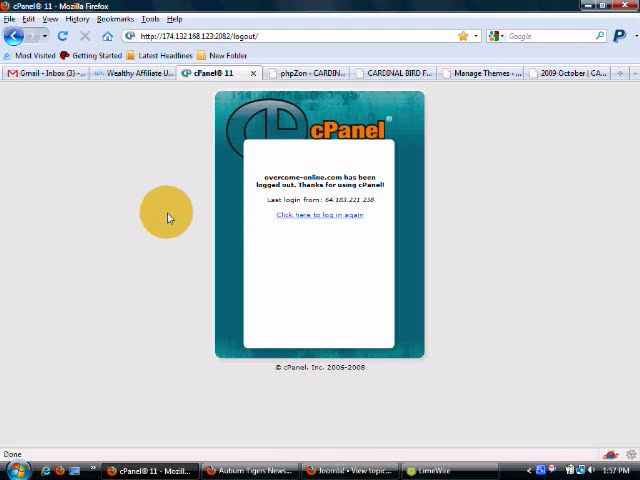 cPanel® 11 - Mozilla Firefox
File Edit View History Bookmarks Tools Help
http://174.132.168.123:2082/logout/
Google
Most Visited Getting Started Latest Headlines New Folder
Gmail - Inbox (3) -... Wealthy Affiliate U... cPanel® 11 phpZon - CARDIN... CARDINAL BIRD F... Manage Themes -... 2009 October | CA...
cPanel®
overcome-online.com has been
logged out. Thanks for using cPanel!
Last login from: 64.183.221.238
Click here to log in again
© cPanel, Inc. 2006-2008
Done
cPanel® 11 - Mozill... Auburn Tigers News... Joomla! • View topic... LimeWire
1:57 PM